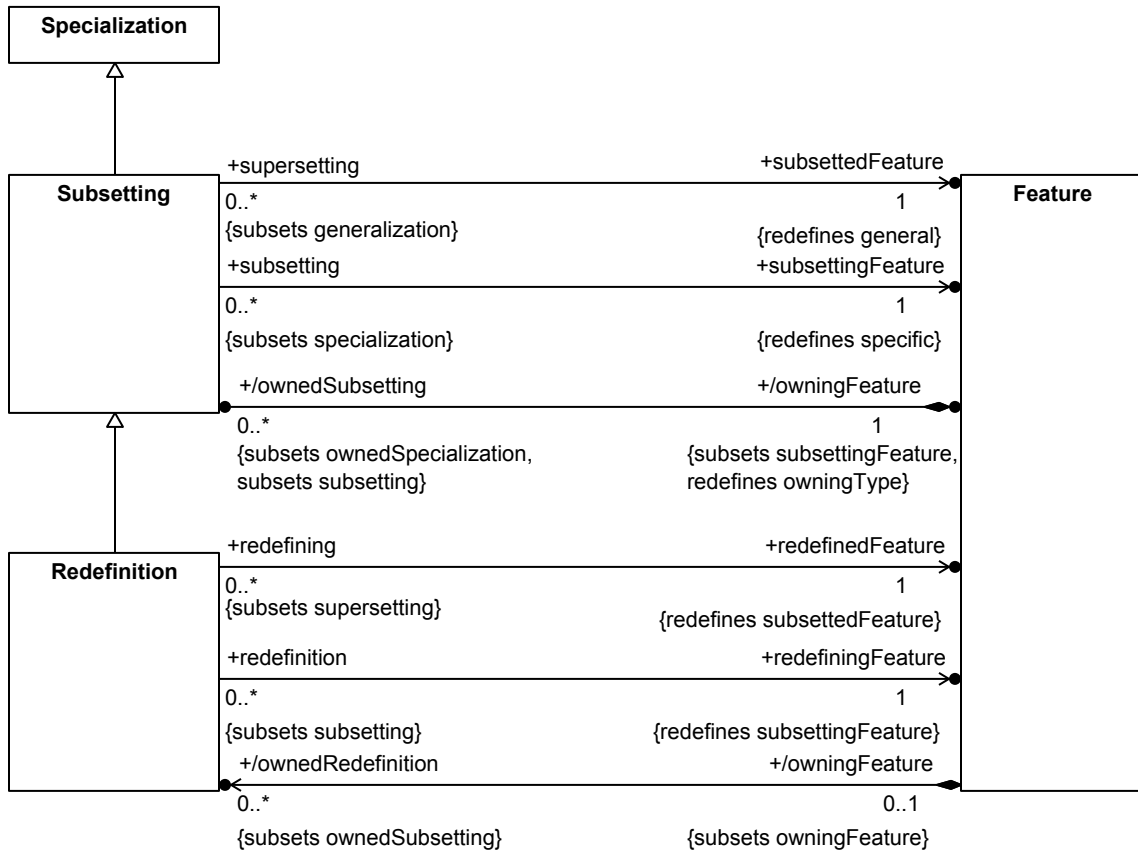 Specialization
Subsetting
Feature
+supersetting
+subsettedFeature
0..*
1
{subsets generalization}
{redefines general}
+subsetting
+subsettingFeature
0..*
1
{subsets specialization}
{redefines specific}
+/ownedSubsetting
+/owningFeature
0..*
1
{subsets ownedSpecialization,
subsets subsetting}
{subsets subsettingFeature,
redefines owningType}
Redefinition
+redefining
+redefinedFeature
0..*
1
{subsets supersetting}
{redefines subsettedFeature}
+redefinition
+redefiningFeature
0..*
1
{subsets subsetting}
{redefines subsettingFeature}
+/ownedRedefinition
+/owningFeature
0..*
0..1
{subsets ownedSubsetting}
{subsets owningFeature}